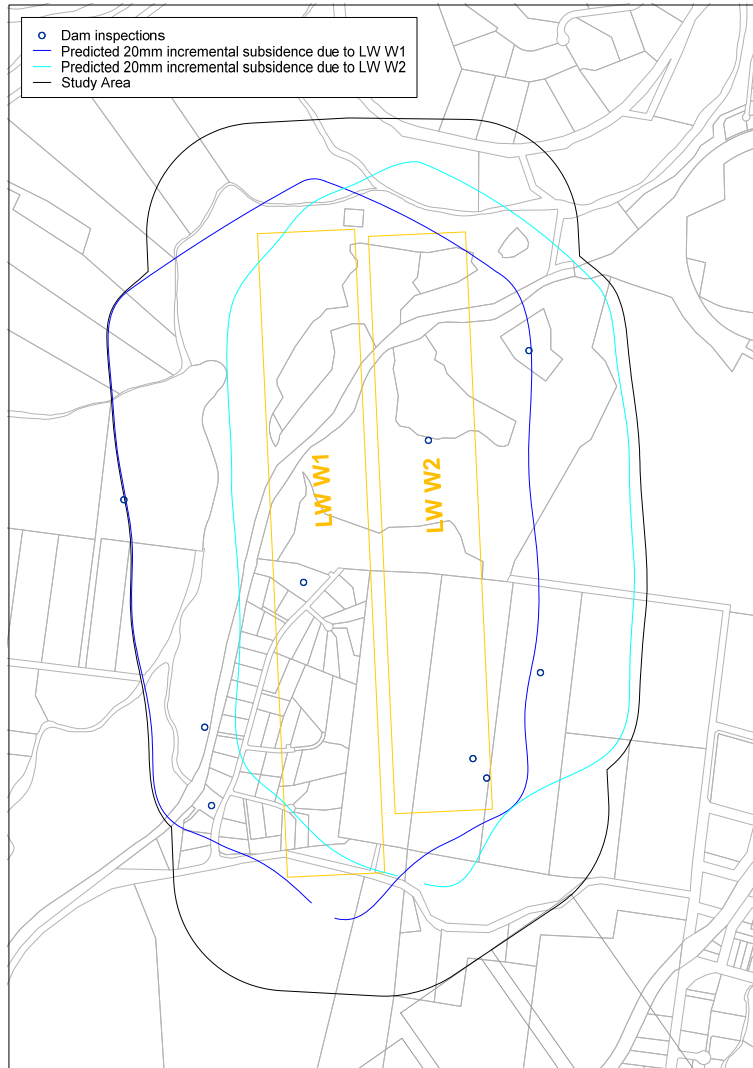 Dam inspections
Predicted 20mm incremental subsidence due to LW W1
Predicted 20mm incremental subsidence due to LW W2
Study Area
LW W1
LW W2